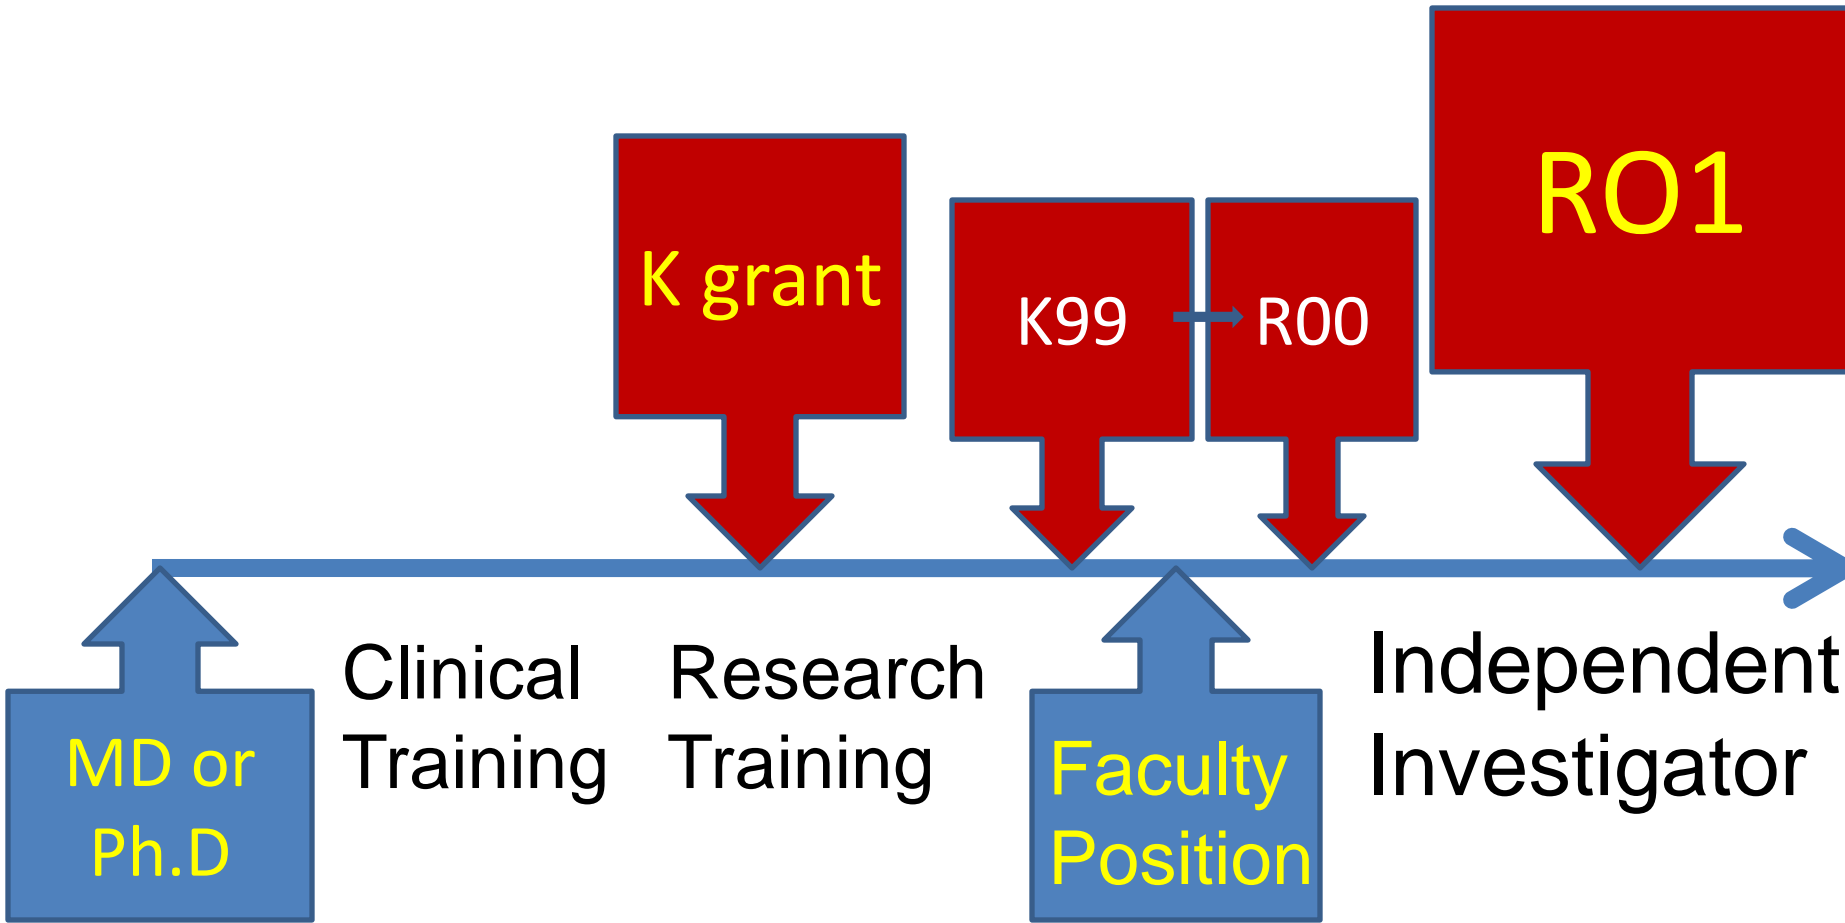 K grant
K99
R00
RO1
MD or
Ph.D
Clinical
Training
Research
Training
Faculty
Position
Independent
Investigator